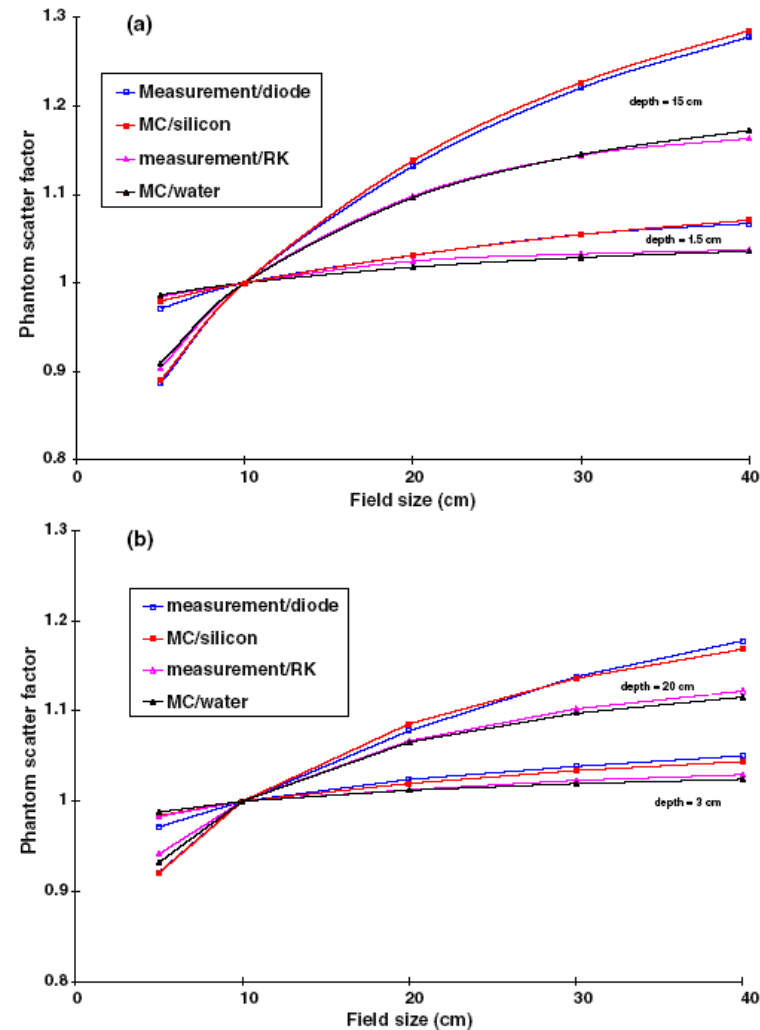 (a)
1.3
1.2
1.1
1
0.9
0.8
Phantom scatter factor
Measurement/diode
MC/silicon
measurement/RK
MC/water
depth = 15 cm
depth = 1.5 cm
0
10
20
30
40
Field size (cm)
(b)
1.3
1.2
1.1
1
0.9
0.8
Phantom scatter factor
measurement/diode
MC/silicon
measurement/RK
MC/water
depth = 20 cm
depth = 3 cm
0
10
20
30
40
Field size (cm)